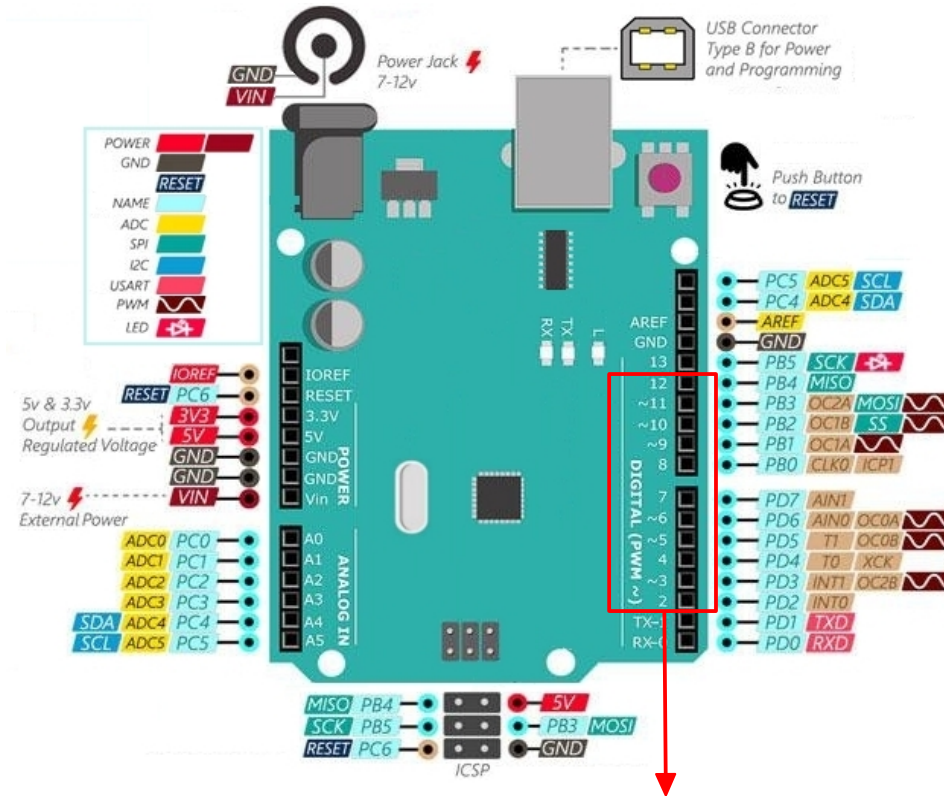 USB Connector
Type B for Power
and Programming
Power Jack
7-12v
GND
VIN
POWER
GND
RESET
NAME
ADC
SPI
I2C
USART
PWM
LED
Push Button
to RESET
RX
TX
L
IOREF
RESET PC6
3V3
5V
GND
GND
VIN
5v & 3.3v
Output
Regulated Voltage
7-12v
External Power
ADC0 PC0
ADC1 PC1
ADC2 PC2
ADC3 PC3
SDA ADC4 PC4
SCL ADC5 PC5
IOREF
RESET
3.3V
5V
GND
GND
Vin
POWER
A0
A1
A2
A3
A4
A5
ANALOG IN
AREF
GND
13
12
~11
~10
~9
8
7
~6
~5
4
~3
2
TX-1
RX-0
DIGITAL (PWM ~)
PC5 ADC5 SCL
PC4 ADC4 SDA
AREF
GND
PB5 SCK
PB4 MISO
PB3 OC2A MOSI
PB2 OC1B SS
PB1 OC1A
PB0 CLK0 ICP1
PD7 AIN1
PD6 AIN0 OC0A
PD5 T1 OC0B
PD4 T0 XCK
PD3 INT1 OC2B
PD2 INT0
PD1 TXD
PD0 RXD
MISO PB4 5V
SCK PB5 PB3 MOSI
RESET PC6 GND
ICSP